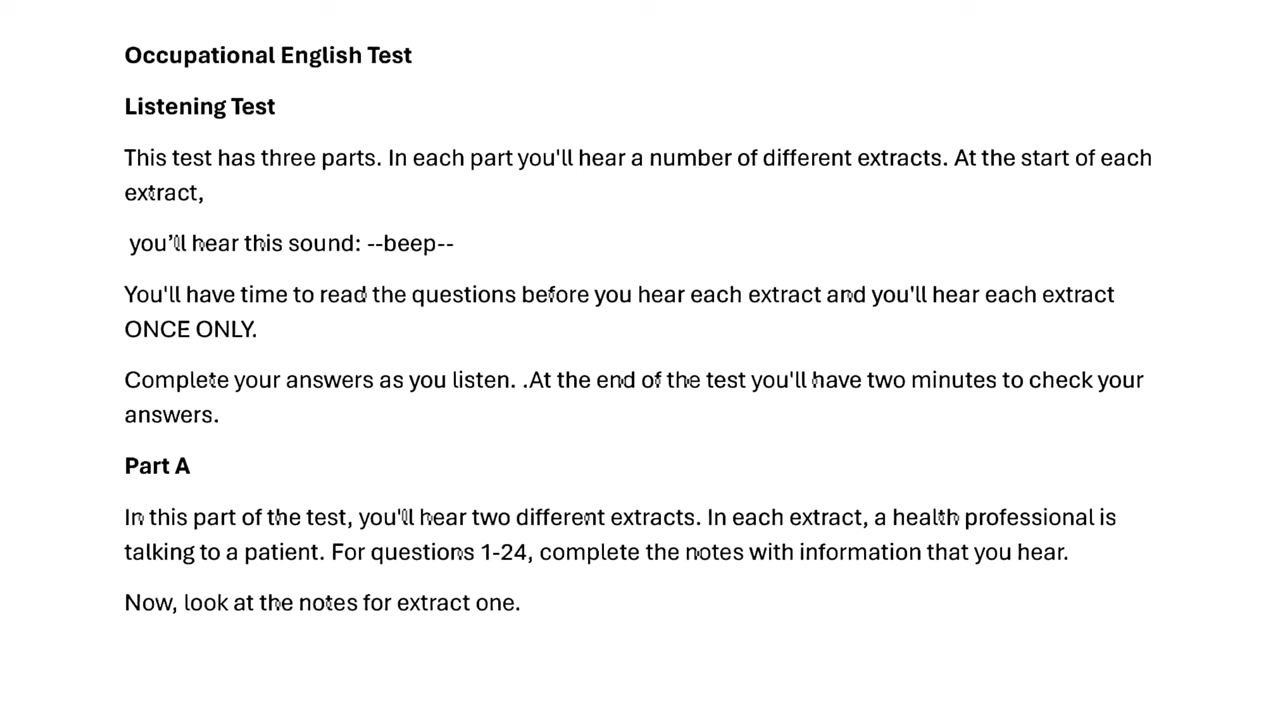 Occupational English Test
Listening Test
This test has three parts. In each part you'll hear a number of different extracts. At the start of each
extract,
you’ll hear this sound: --beep--
You'll have time to read the questions before you hear each extract and you'll hear each extract
ONCE ONLY.
Complete your answers as you listen. .At the end of the test you'll have two minutes to check your
answers.
Part A
In this part of the test, you'll hear two different extracts. In each extract, a health professional is
talking to a patient. For questions 1-24, complete the notes with information that you hear.
Now, look at the notes for extract one.